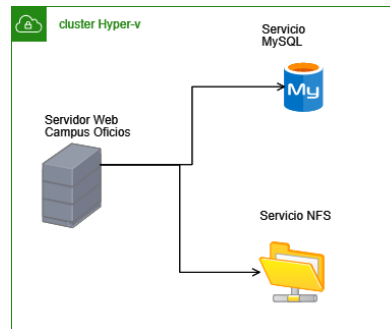 cluster Hyper-v
Servicio
MySQL
My
Servidor Web
Campus Oficios
Servicio NFS